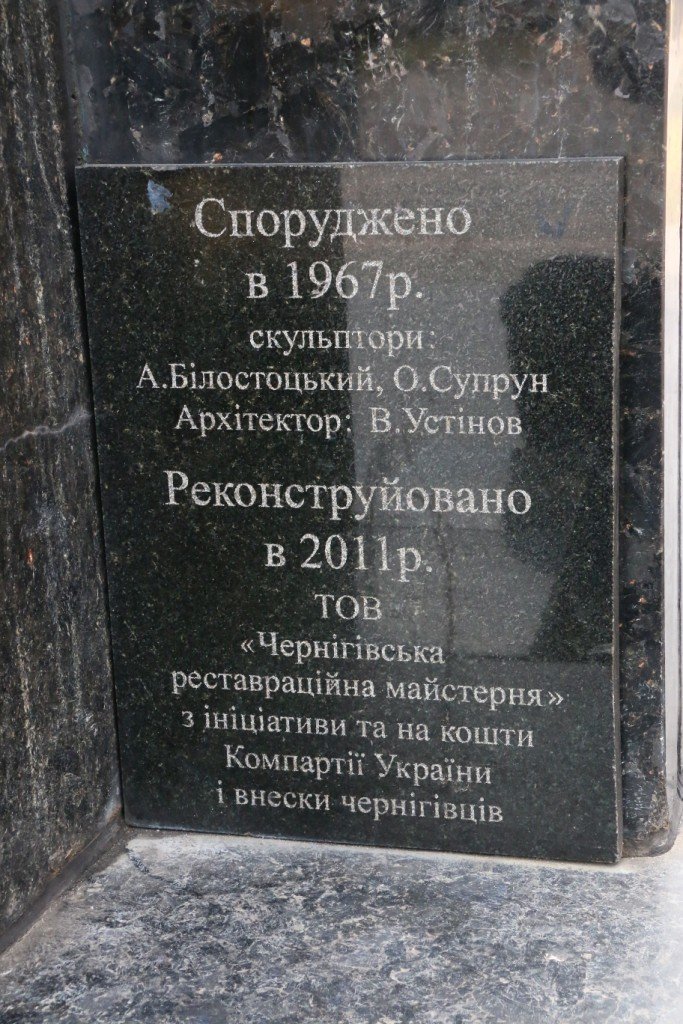 Споруджено
в 1967р.
скульптори:
А.Білостоцький, О.Супрун
Архітектор: В.Устінов
Реконструйовано
в 2011р.
ТОВ
«Чернігівська
реставраційна майстерня»
з ініціативи та на кошти
Компартії України
і внески чернігівців